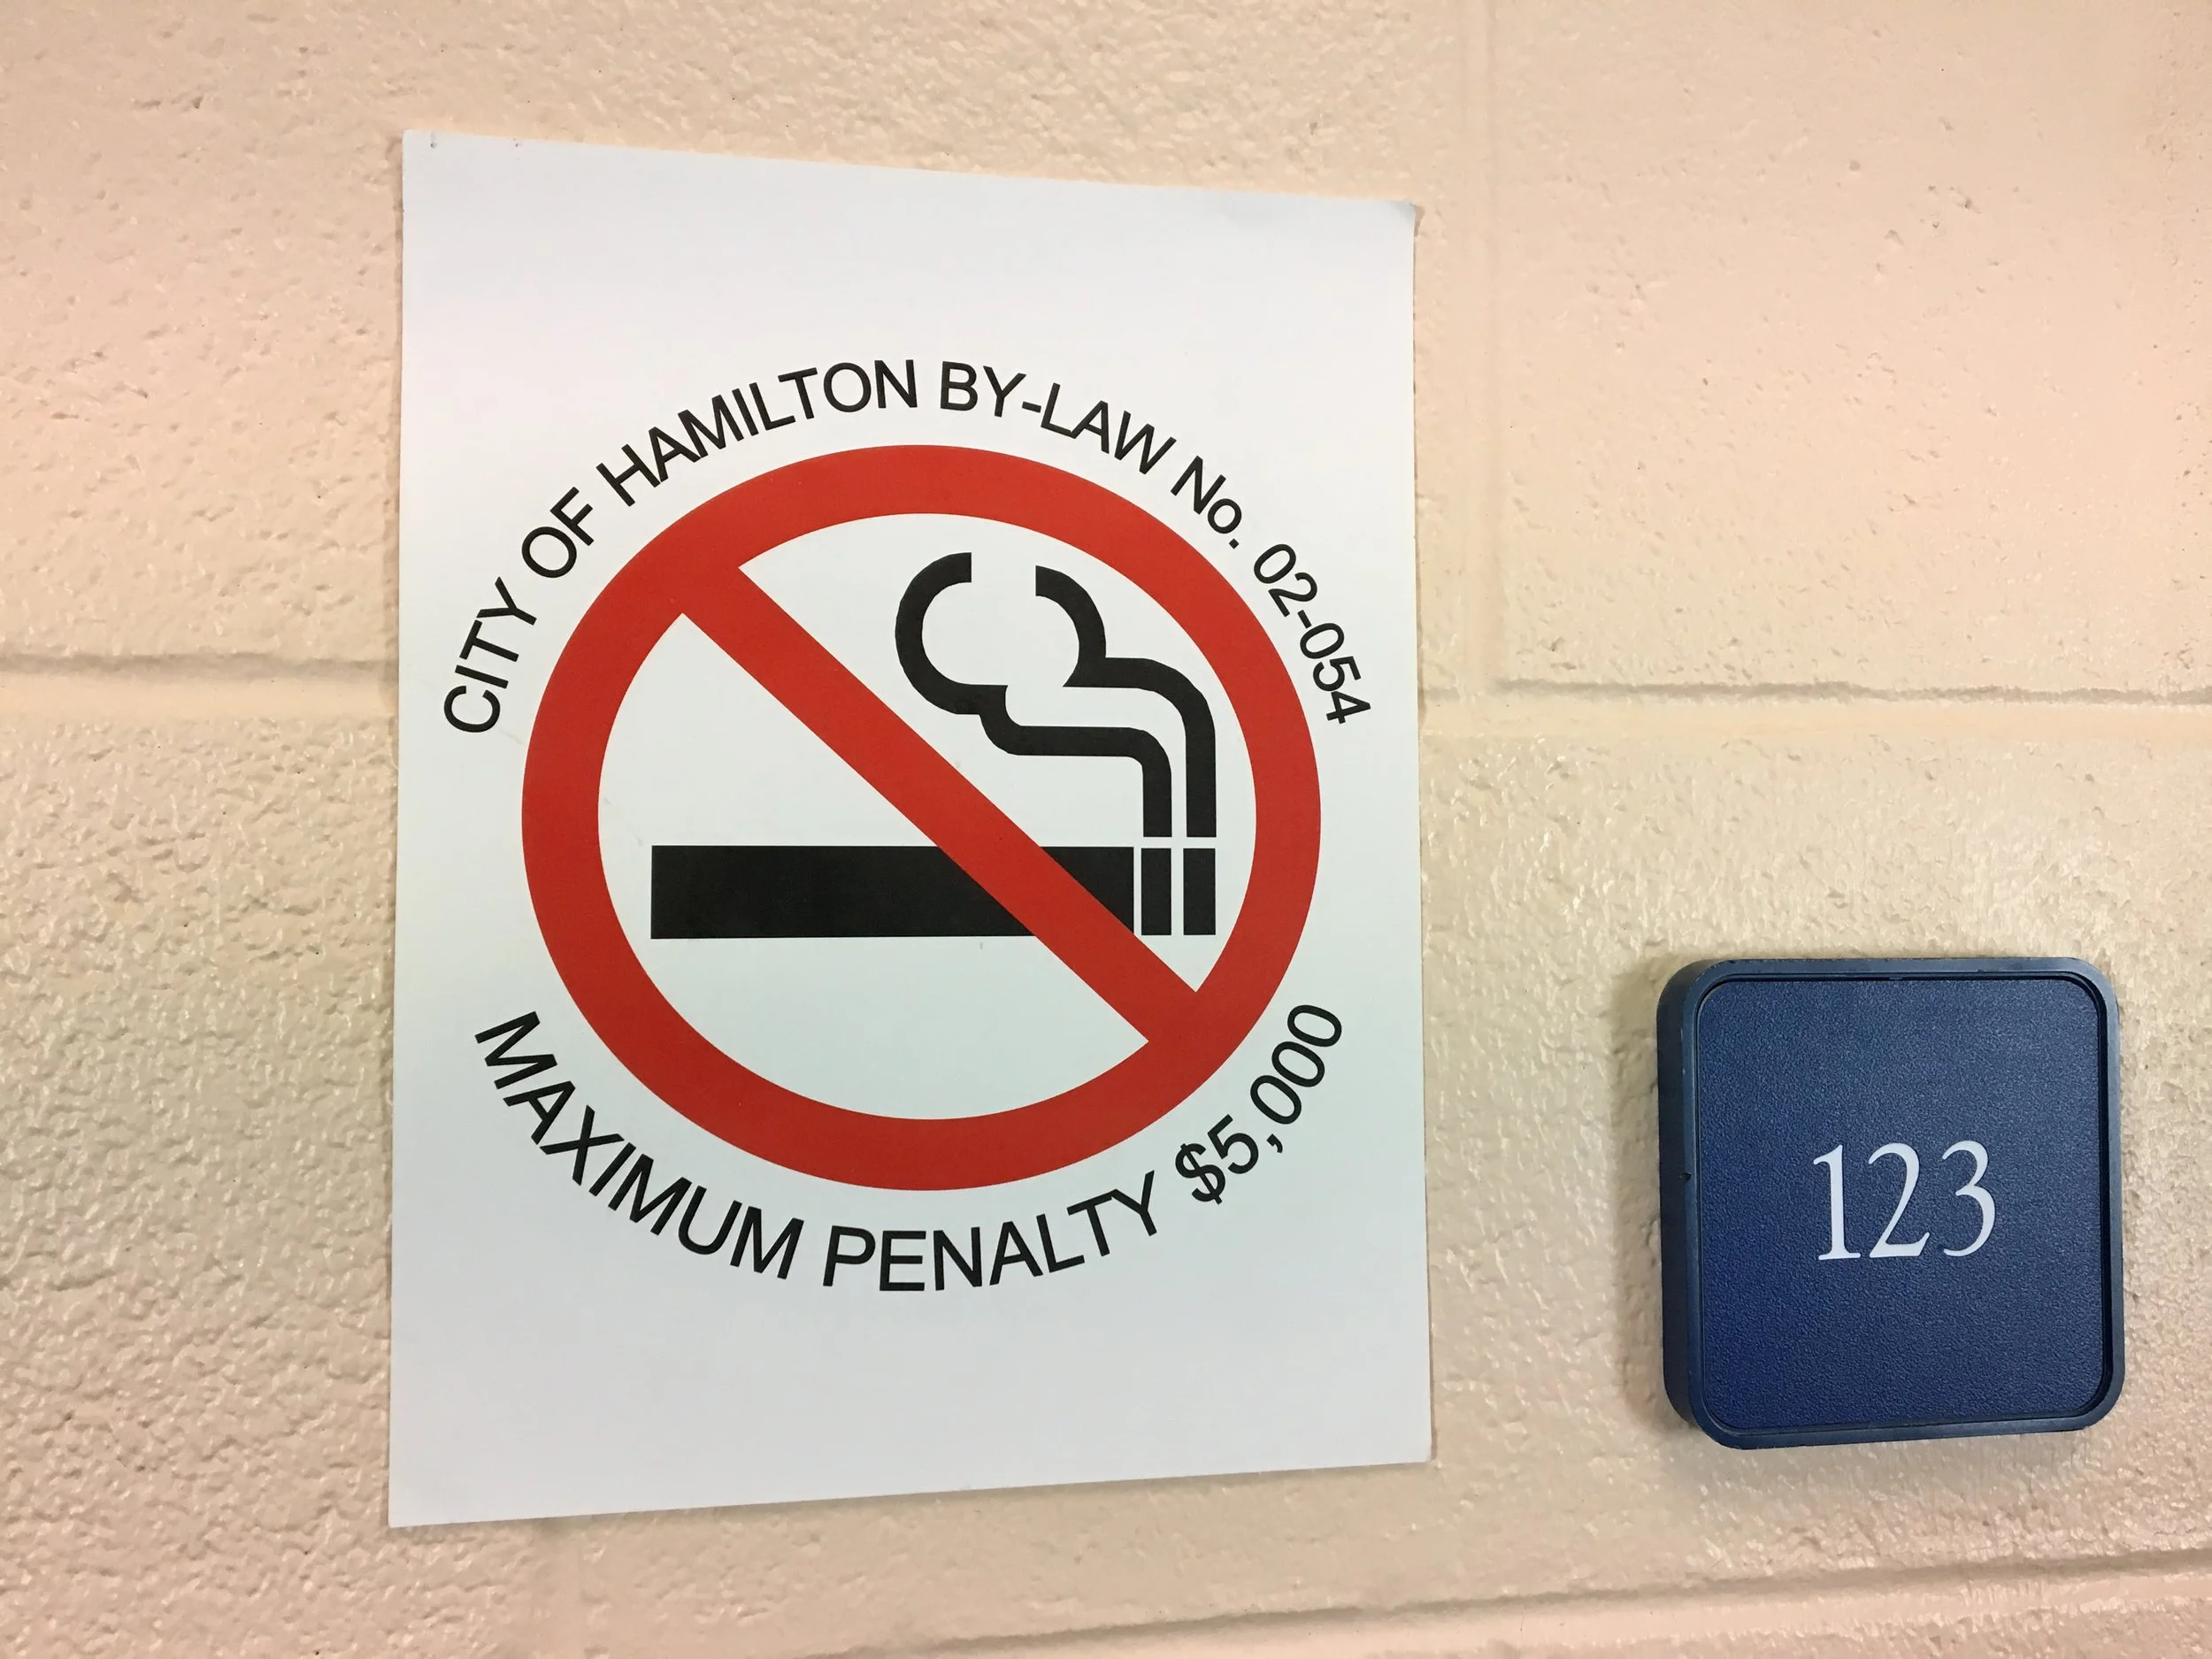 CITY OF HAMILTON BY-LAW No. 02-054
MAXIMUM PENALTY $5,000
123